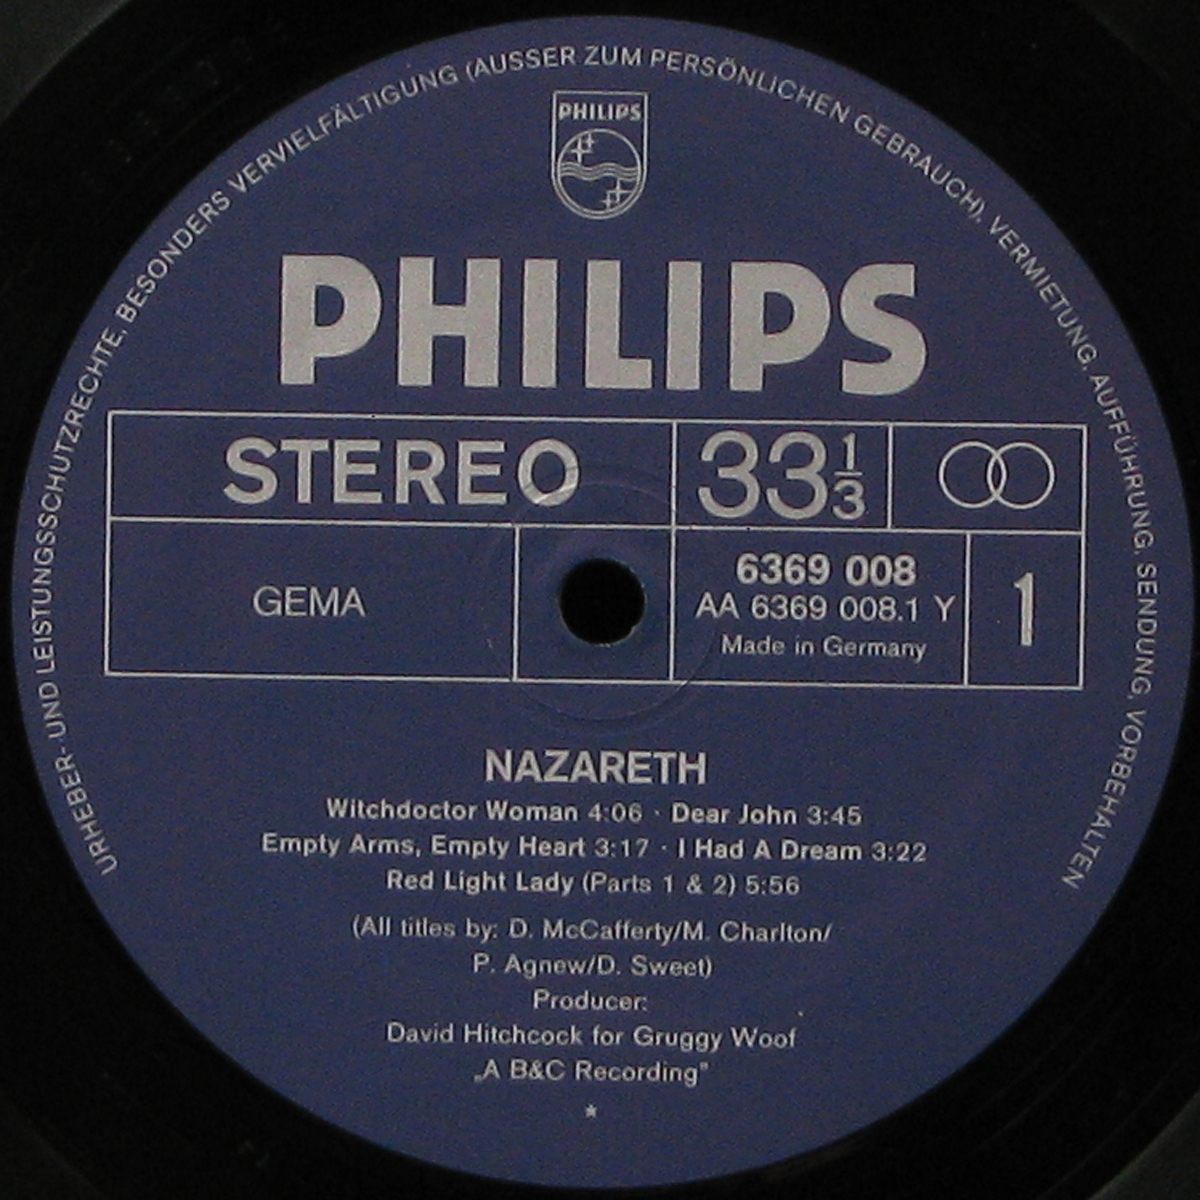 URHEBER- UND LEISTUNGSSCHUTZRECHTE, BESONDERS VERVIELFÄLTIGUNG (AUSSER ZUM PERSÖNLICHEN GEBRAUCH), VERMIETUNG, AUFFÜHRUNG, SENDUNG, VORBEHALTEN
PHILIPS
PHILIPS
STEREO 33 1/3
GEMA
6369 008
AA 6369 008.1 Y
Made in Germany
1
NAZARETH
Witchdoctor Woman 4:06 · Dear John 3:45
Empty Arms, Empty Heart 3:17 · I Had A Dream 3:22
Red Light Lady (Parts 1 & 2) 5:56
(All titles by: D. McCafferty/M. Charlton/
P. Agnew/D. Sweet)
Producer:
David Hitchcock for Gruggy Woof
„A B&C Recording"
*